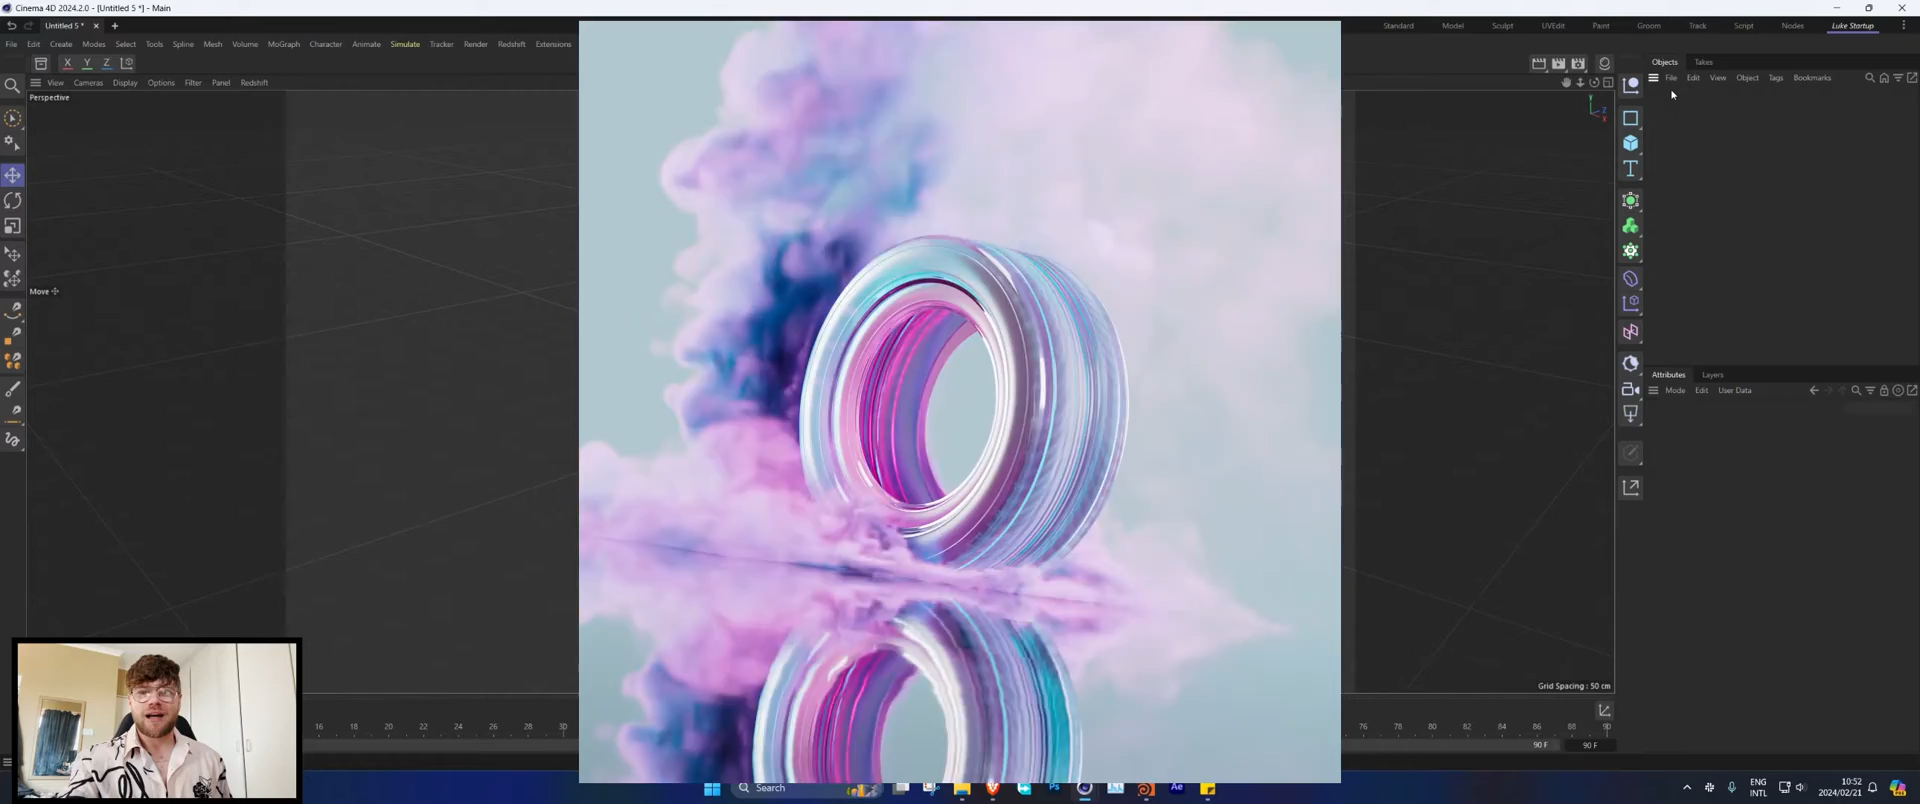 Cinema 4D 2024.2.0 - [Untitled 5 *] - Main
Untitled 5 *
Standard Model Sculpt UVEdit Paint Groom Track Script Nodes Luke Startup
File Edit Create Modes Select Tools Spline Mesh Volume MoGraph Character Animate Simulate Tracker Render Redshift Extensions
X Y Z
Objects Takes
File Edit View Object Tags Bookmarks
View Cameras Display Options Filter Panel Redshift
Perspective
Y
Z
X
Move
Attributes Layers
Mode Edit User Data
Grid Spacing : 50 cm
16 18 20 22 24 26 28 30 76 78 80 82 84 86 88 90
90 F 90 F
Search
Ps
Ae
ENG
INTL
10:52
2024/02/21